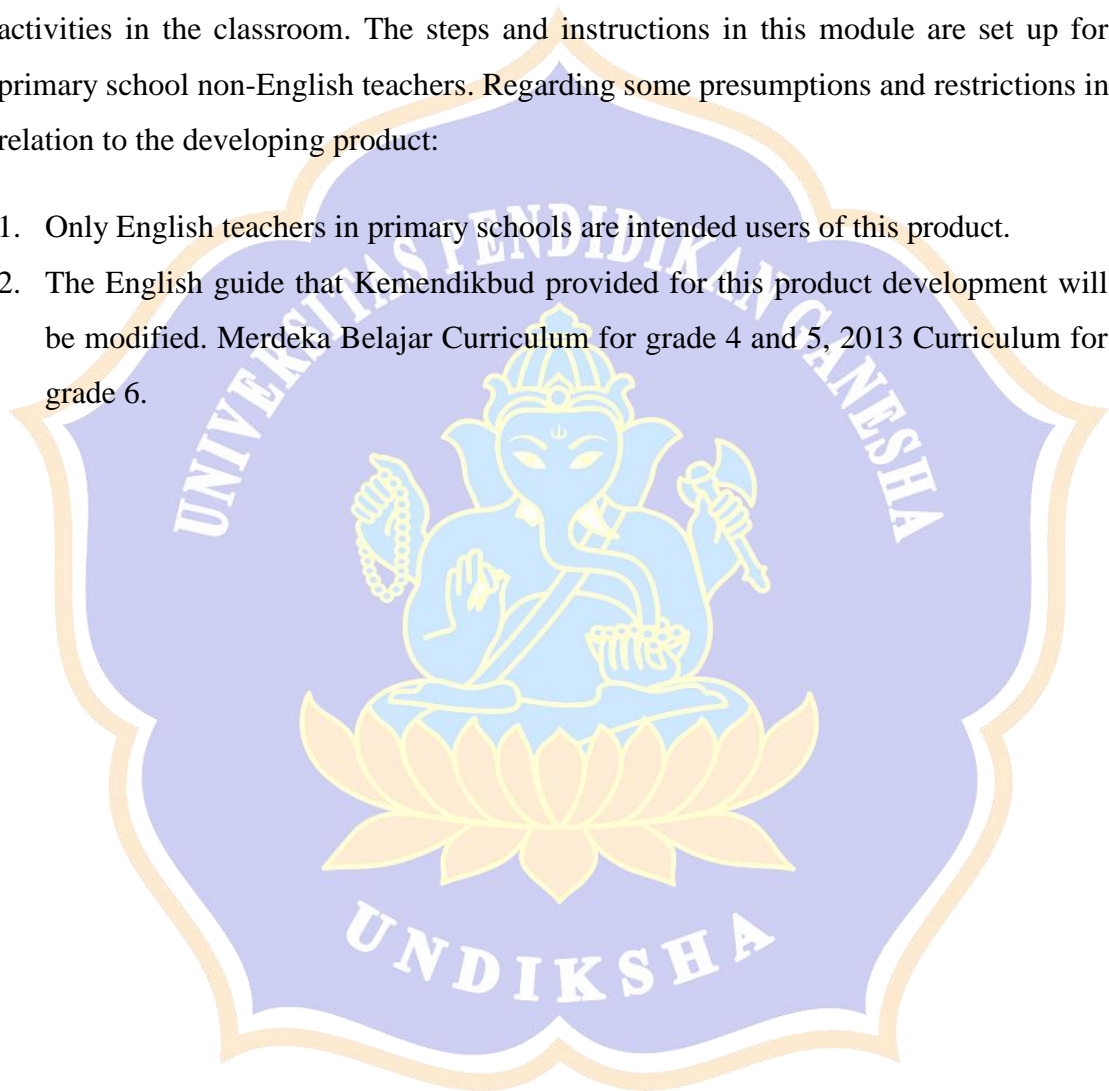 activities in the classroom. The steps and instructions in this module are set up for
primary school non-English teachers. Regarding some presumptions and restrictions in
relation to the developing product:
1. Only English teachers in primary schools are intended users of this product.
2. The English guide that Kemendikbud provided for this product development will
be modified. Merdeka Belajar Curriculum for grade 4 and 5, 2013 Curriculum for
grade 6.
UNIVERSITAS PENDIDIKAN GANESHA
UNDIKSHA